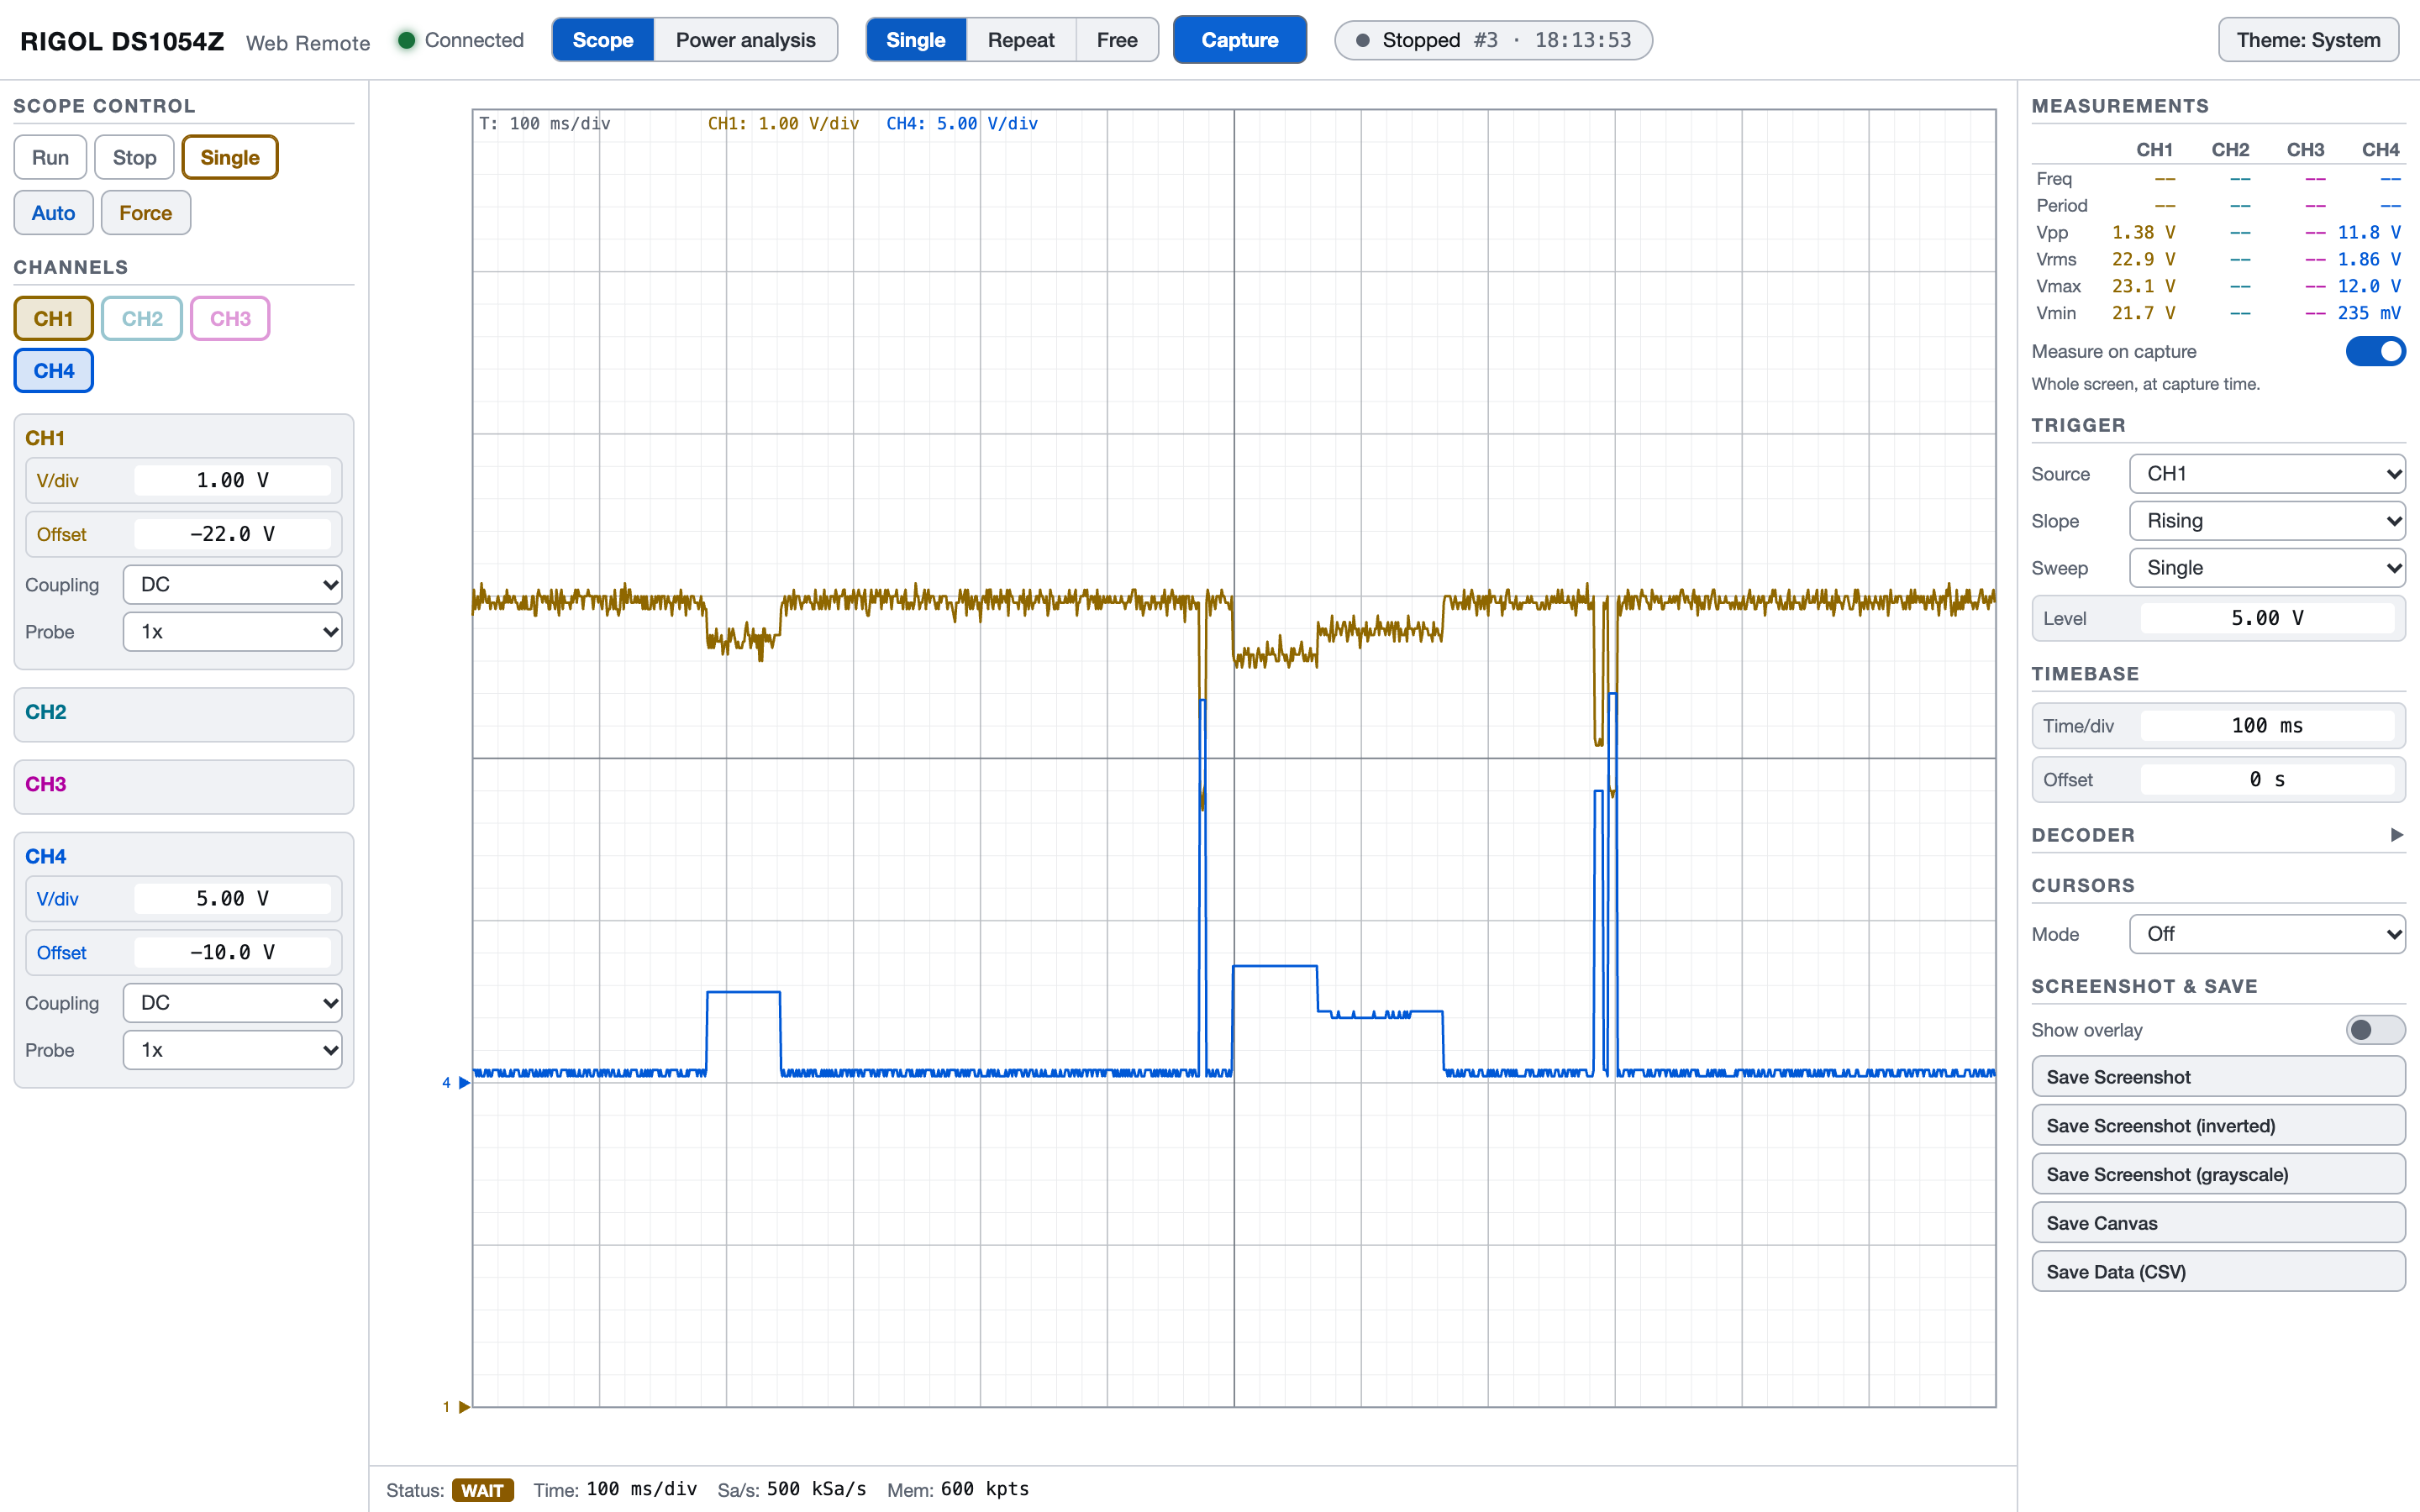 RIGOL DS1054Z Web Remote Connected Scope Power analysis Single Repeat Free Capture Stopped #3 · 18:13:53 Theme: System
SCOPE CONTROL
Run Stop Single
Auto Force
CHANNELS
CH1 CH2 CH3
CH4
CH1
V/div 1.00 V
Offset −22.0 V
Coupling DC
Probe 1x
CH2
CH3
CH4
V/div 5.00 V
Offset −10.0 V
Coupling DC
Probe 1x
T: 100 ms/div CH1: 1.00 V/div CH4: 5.00 V/div
4
1
Status: WAIT Time: 100 ms/div Sa/s: 500 kSa/s Mem: 600 kpts
MEASUREMENTS
CH1 CH2 CH3 CH4
Freq –– –– –– ––
Period –– –– –– ––
Vpp 1.38 V –– –– 11.8 V
Vrms 22.9 V –– –– 1.86 V
Vmax 23.1 V –– –– 12.0 V
Vmin 21.7 V –– –– 235 mV
Measure on capture
Whole screen, at capture time.
TRIGGER
Source CH1
Slope Rising
Sweep Single
Level 5.00 V
TIMEBASE
Time/div 100 ms
Offset 0 s
DECODER
CURSORS
Mode Off
SCREENSHOT & SAVE
Show overlay
Save Screenshot
Save Screenshot (inverted)
Save Screenshot (grayscale)
Save Canvas
Save Data (CSV)